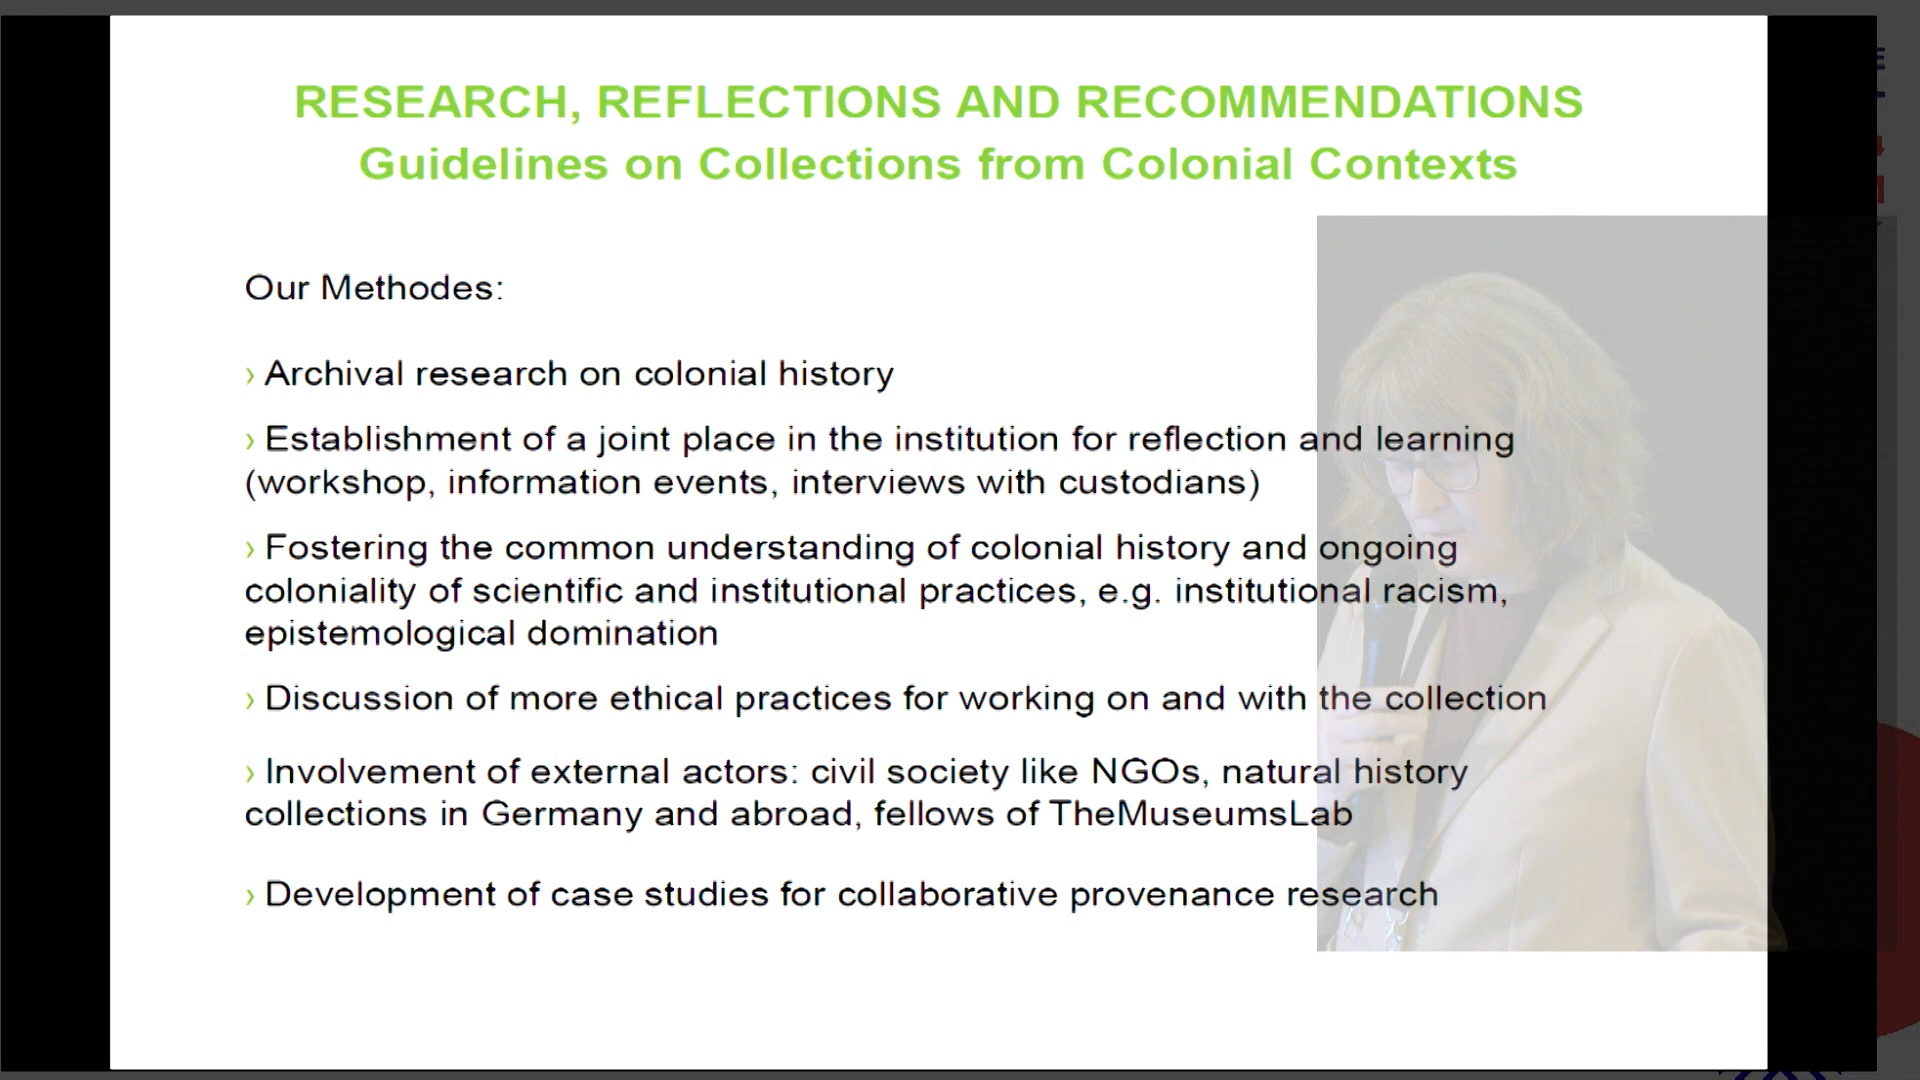 RESEARCH, REFLECTIONS AND RECOMMENDATIONS
Guidelines on Collections from Colonial Contexts
Our Methodes:
› Archival research on colonial history
› Establishment of a joint place in the institution for reflection and learning
(workshop, information events, interviews with custodians)
› Fostering the common understanding of colonial history and ongoing
coloniality of scientific and institutional practices, e.g. institutional racism,
epistemological domination
› Discussion of more ethical practices for working on and with the collection
› Involvement of external actors: civil society like NGOs, natural history
collections in Germany and abroad, fellows of TheMuseumsLab
› Development of case studies for collaborative provenance research